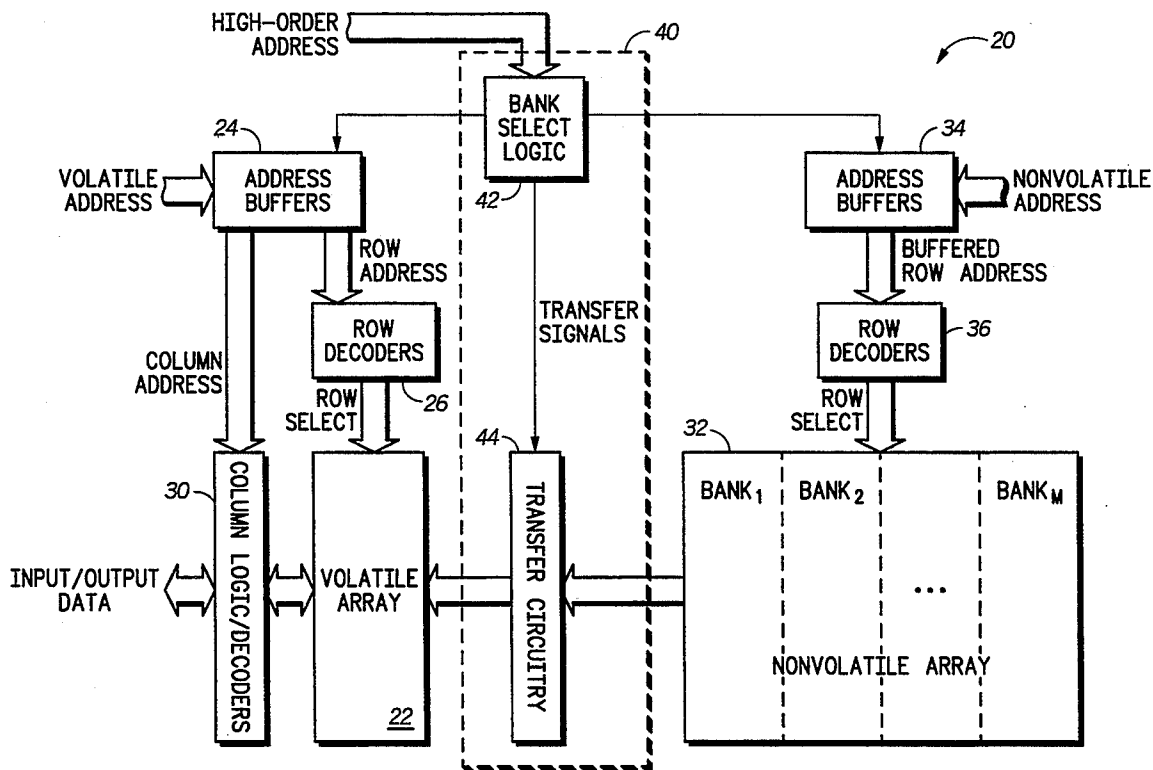 HIGH-ORDER
ADDRESS
40
20
BANK
SELECT
LOGIC
42
24
ADDRESS
BUFFERS
VOLATILE
ADDRESS
34
ADDRESS
BUFFERS
NONVOLATILE
ADDRESS
ROW
ADDRESS
BUFFERED
ROW ADDRESS
TRANSFER
SIGNALS
ROW
DECODERS
26
ROW
DECODERS
36
COLUMN
ADDRESS
ROW
SELECT
ROW
SELECT
30
COLUMN LOGIC/DECODERS
INPUT/OUTPUT
DATA
VOLATILE
ARRAY
22
44
TRANSFER CIRCUITRY
32
BANK1
BANK2
BANKM
...
NONVOLATILE ARRAY